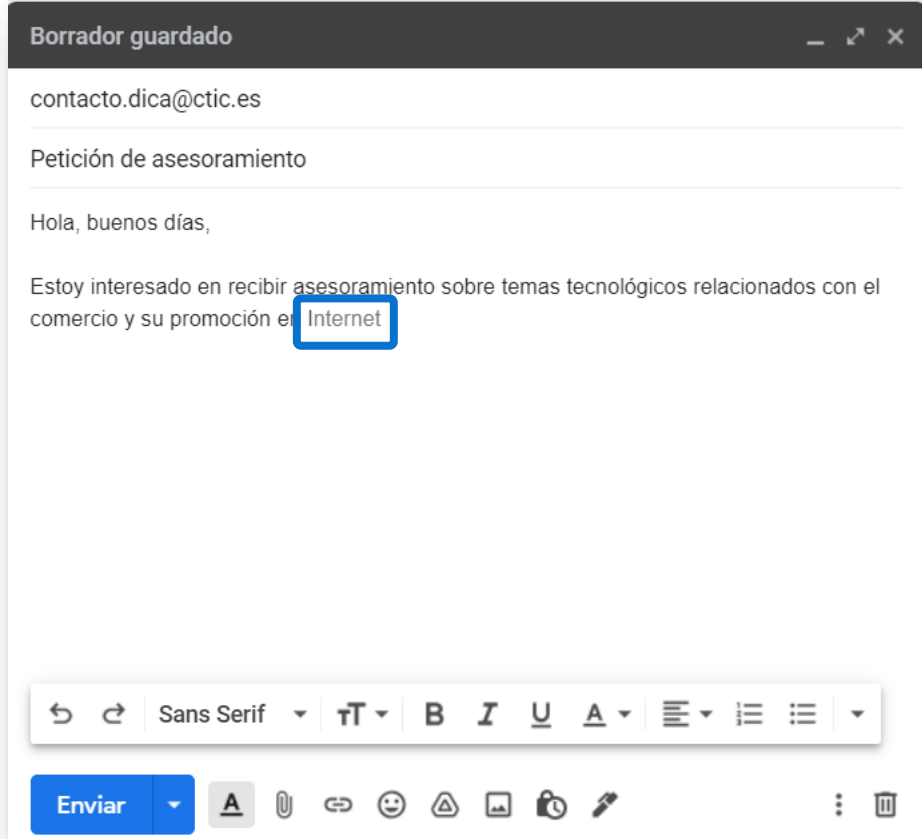 Borrador guardado
contacto.dica@ctic.es
Petición de asesoramiento
Hola, buenos días,
Estoy interesado en recibir asesoramiento sobre temas tecnológicos relacionados con el
comercio y su promoción en Internet
Sans Serif
Enviar